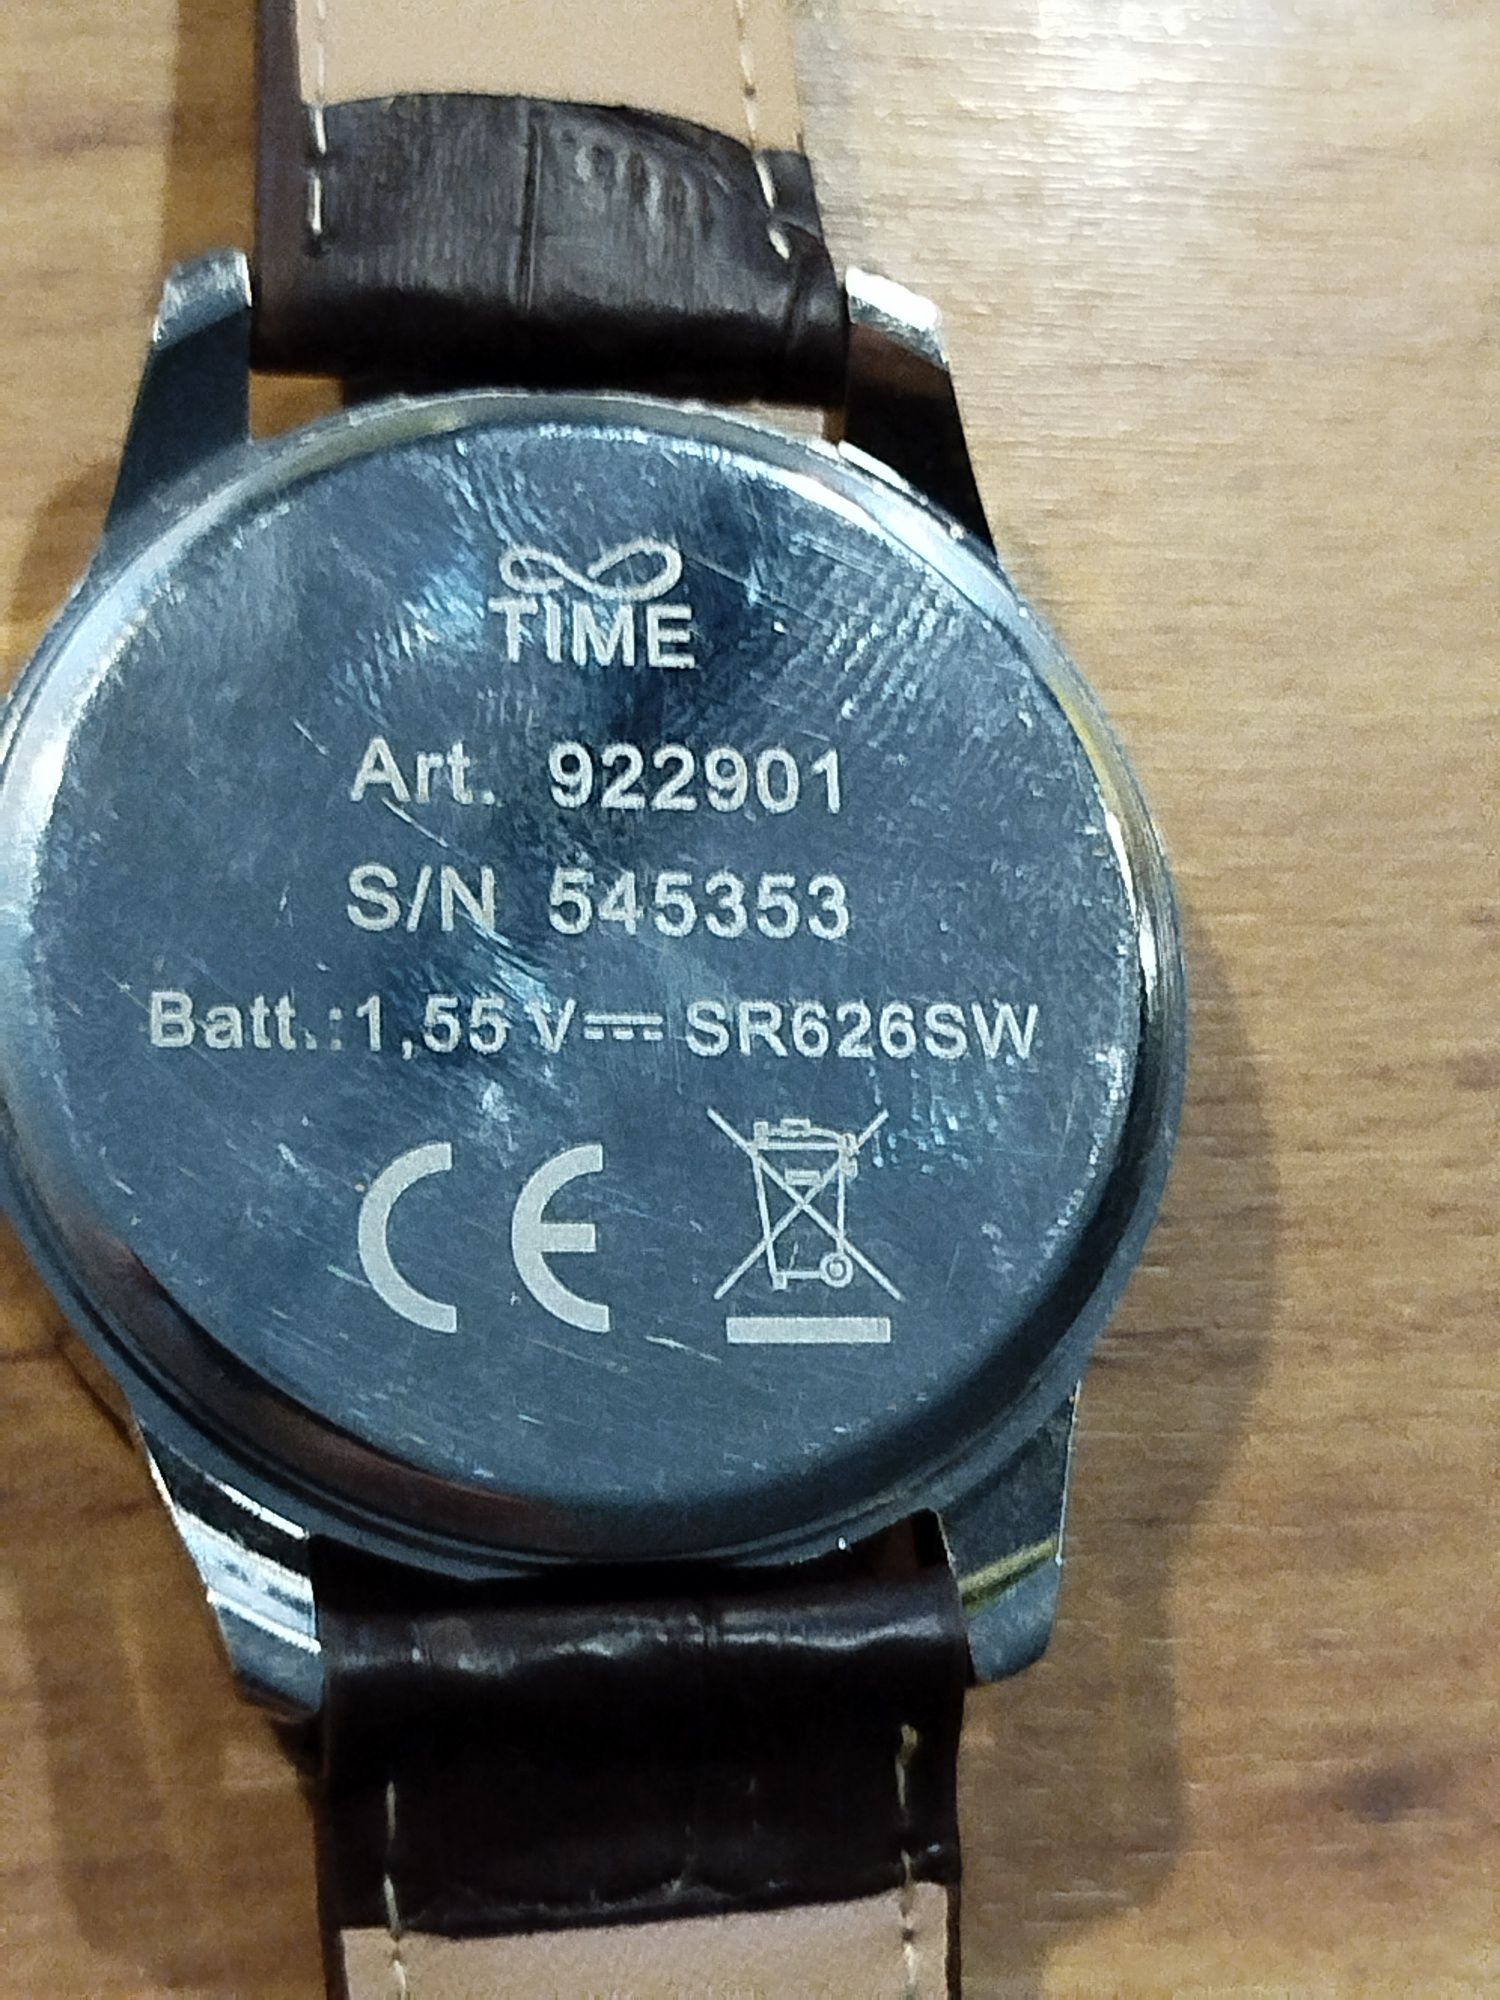 TIME
Art. 922901
S/N 545353
Batt.:1,55 V⎓ SR626SW
CE